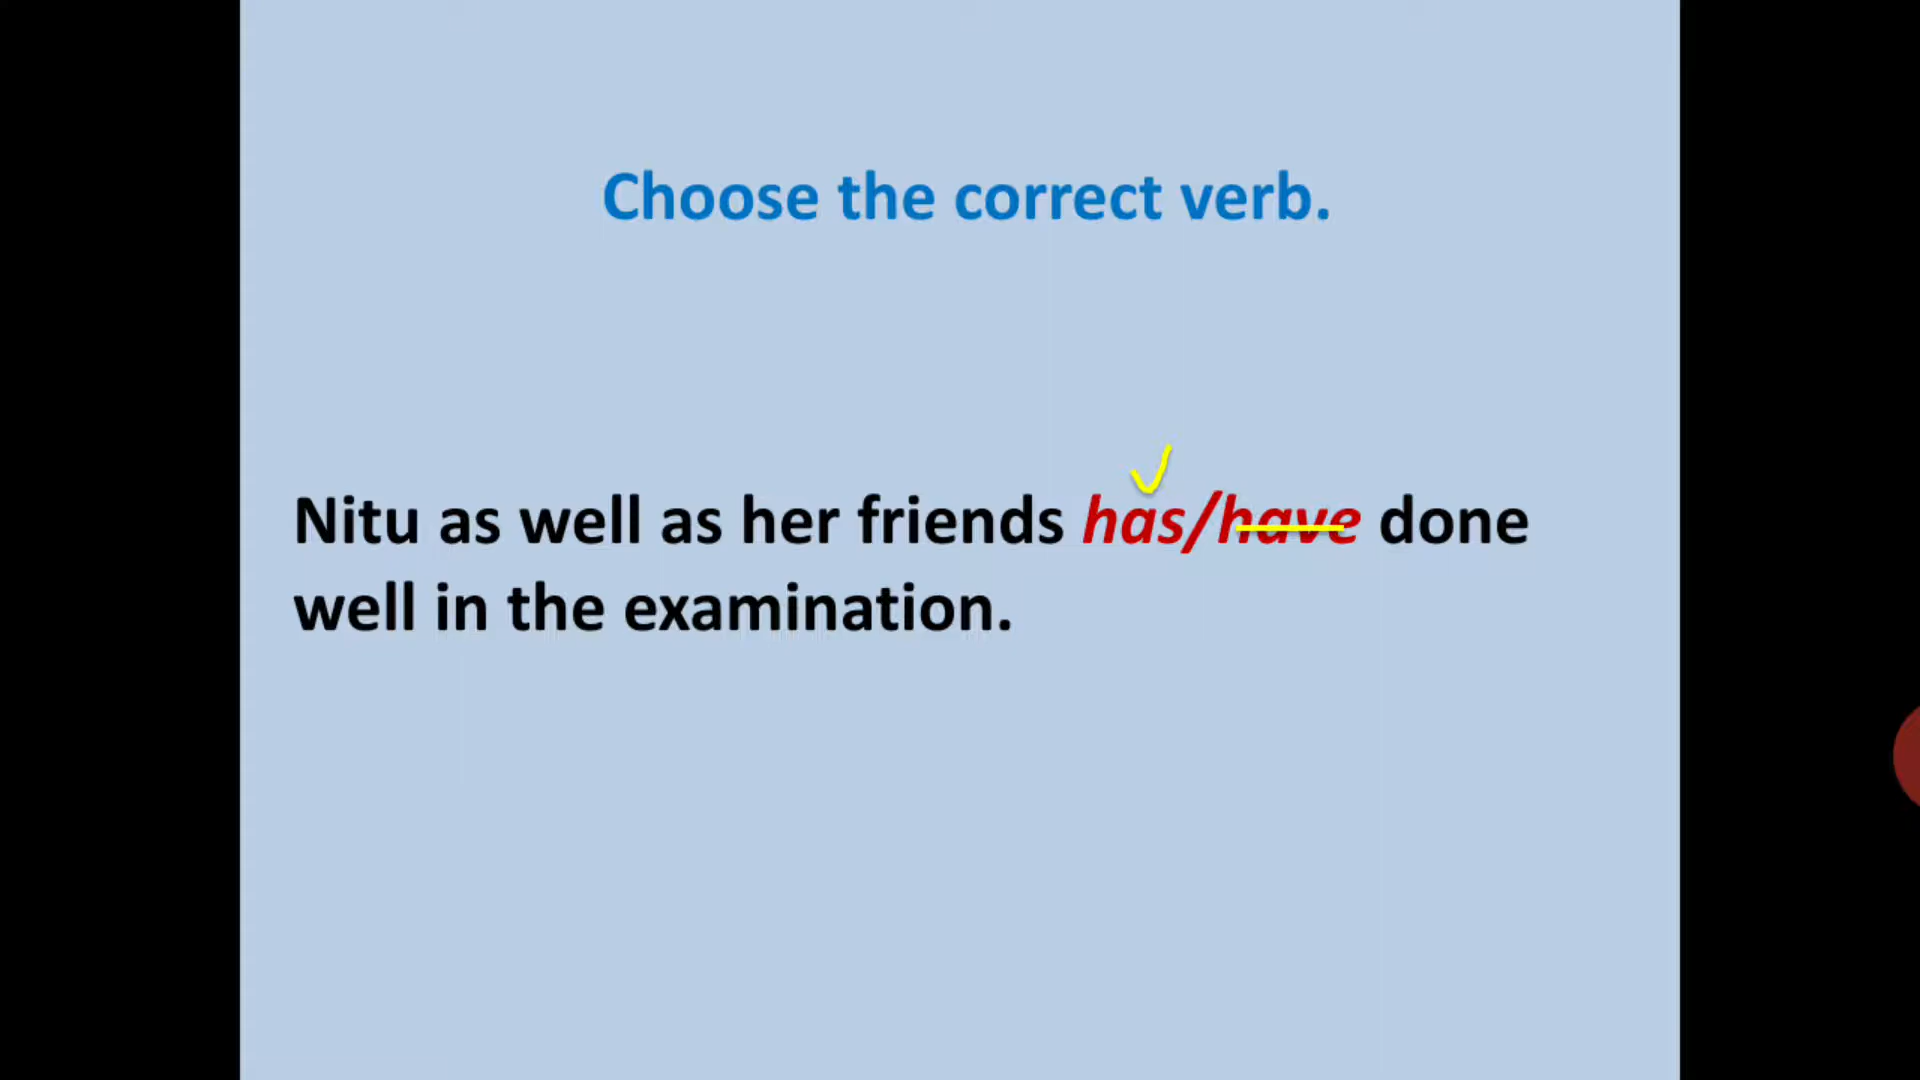 Choose the correct verb.
Nitu as well as her friends has/have done
well in the examination.